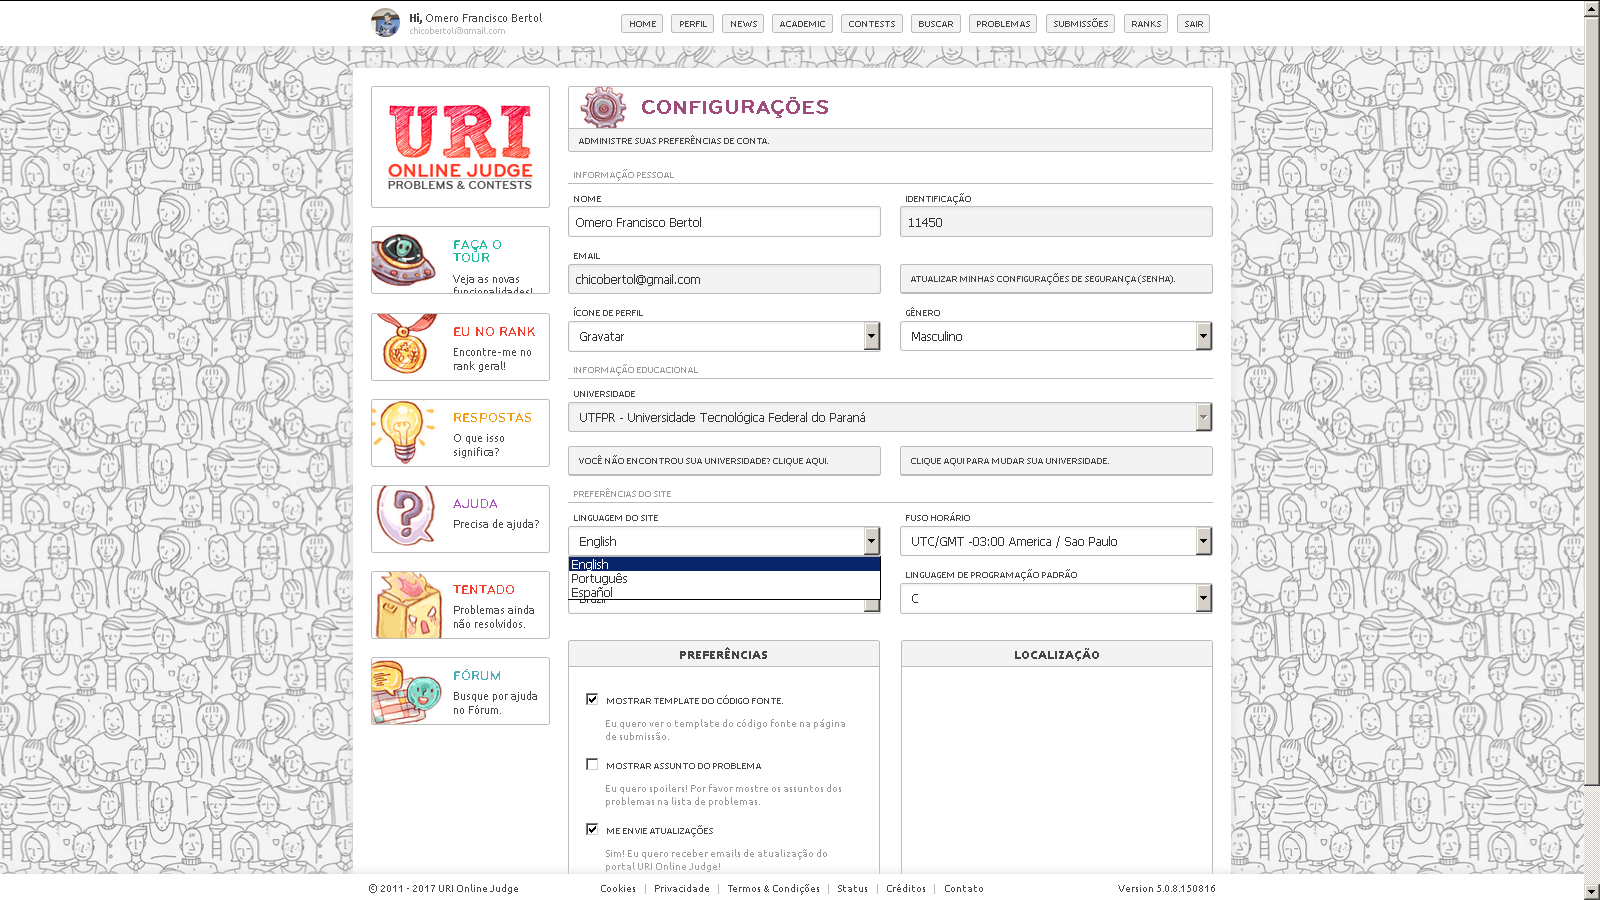 Hi, Omero Francisco Bertol
chicobertol@gmail.com
HOME
PERFIL
NEWS
ACADEMIC
CONTESTS
BUSCAR
PROBLEMAS
SUBMISSÕES
RANKS
SAIR
URI
ONLINE JUDGE
PROBLEMS & CONTESTS
FAÇA O
TOUR
Veja as novas
funcionalidades!
EU NO RANK
Encontre-me no
rank geral!
RESPOSTAS
O que isso
significa?
AJUDA
Precisa de ajuda?
TENTADO
Problemas ainda
não resolvidos.
FÓRUM
Busque por ajuda
no Fórum.
CONFIGURAÇÕES
ADMINISTRE SUAS PREFERÊNCIAS DE CONTA.
INFORMAÇÃO PESSOAL
NOME
IDENTIFICAÇÃO
Omero Francisco Bertol
11450
EMAIL
chicobertol@gmail.com
ATUALIZAR MINHAS CONFIGURAÇÕES DE SEGURANÇA (SENHA).
ÍCONE DE PERFIL
GÊNERO
Gravatar
Masculino
INFORMAÇÃO EDUCACIONAL
UNIVERSIDADE
UTFPR - Universidade Tecnológica Federal do Paraná
VOCÊ NÃO ENCONTROU SUA UNIVERSIDADE? CLIQUE AQUI.
CLIQUE AQUI PARA MUDAR SUA UNIVERSIDADE.
PREFERÊNCIAS DO SITE
LINGUAGEM DO SITE
FUSO HORÁRIO
English
UTC/GMT -03:00 America / Sao Paulo
English
Português
Español
Brazil
LINGUAGEM DE PROGRAMAÇÃO PADRÃO
C
PREFERÊNCIAS
LOCALIZAÇÃO
MOSTRAR TEMPLATE DO CÓDIGO FONTE.
Eu quero ver o template do código fonte na página
de submissão.
MOSTRAR ASSUNTO DO PROBLEMA
Eu quero spoilers! Por favor mostre os assuntos dos
problemas na lista de problemas.
ME ENVIE ATUALIZAÇÕES
Sim! Eu quero receber emails de atualização do
portal URI Online Judge!
© 2011 - 2017 URI Online Judge
Cookies | Privacidade | Termos & Condições | Status | Créditos | Contato
Version 5.0.8.150816